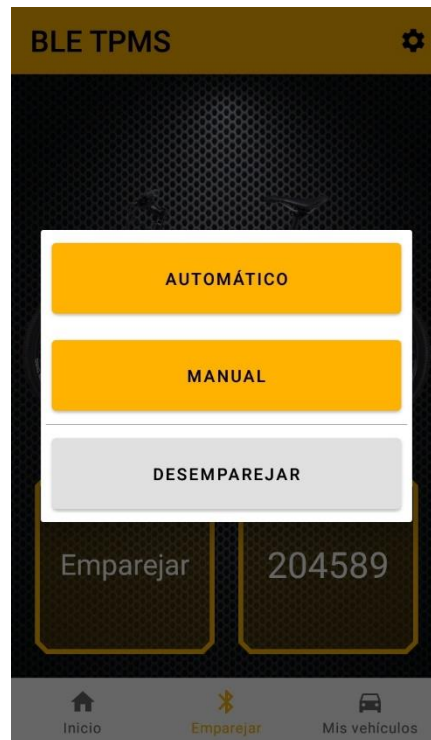 BLE TPMS
AUTOMÁTICO
MANUAL
DESEMPAREJAR
Emparejar
204589
Inicio
Emparejar
Mis vehículos